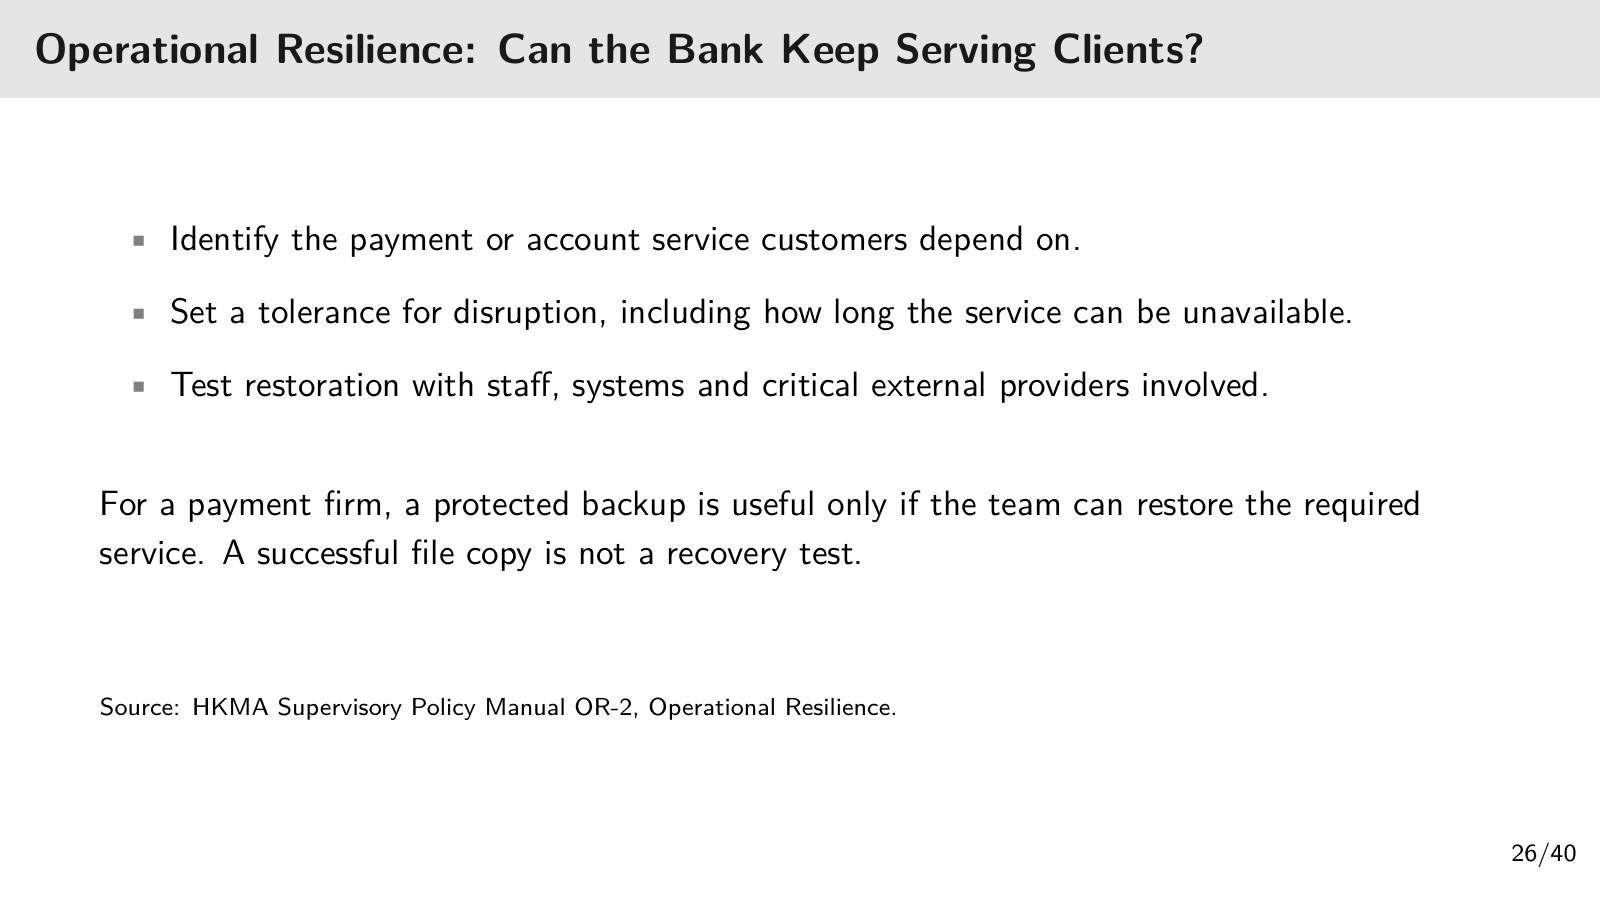 Operational Resilience: Can the Bank Keep Serving Clients?
Identify the payment or account service customers depend on.
Set a tolerance for disruption, including how long the service can be unavailable.
Test restoration with staff, systems and critical external providers involved.
For a payment firm, a protected backup is useful only if the team can restore the required
service. A successful file copy is not a recovery test.
Source: HKMA Supervisory Policy Manual OR-2, Operational Resilience.
26/40